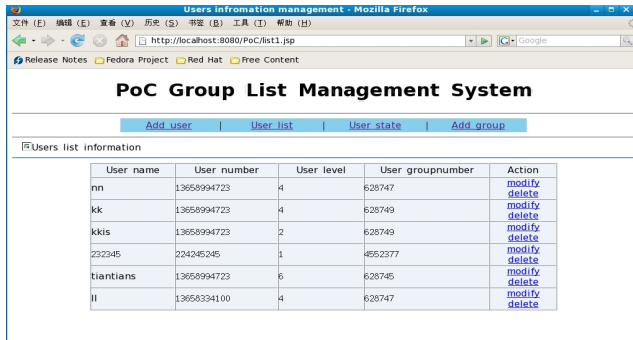 Users infromation management - Mozilla Firefox
文件 (F) 编辑 (E) 查看 (V) 历史 (S) 书签 (B) 工具 (T) 帮助 (H)
http://localhost:8080/PoC/list1.jsp Google
Release Notes Fedora Project Red Hat Free Content
PoC Group List Management System
Add user | User list | User state | Add group
Users list information
User name User number User level User groupnumber Action
nn 13658994723 4 628747 modify
delete
kk 13658994723 4 628749 modify
delete
kkis 13658994723 2 628749 modify
delete
232345 224245245 1 4552377 modify
delete
tiantians 13658994723 6 628745 modify
delete
ll 13658334100 4 628747 modify
delete